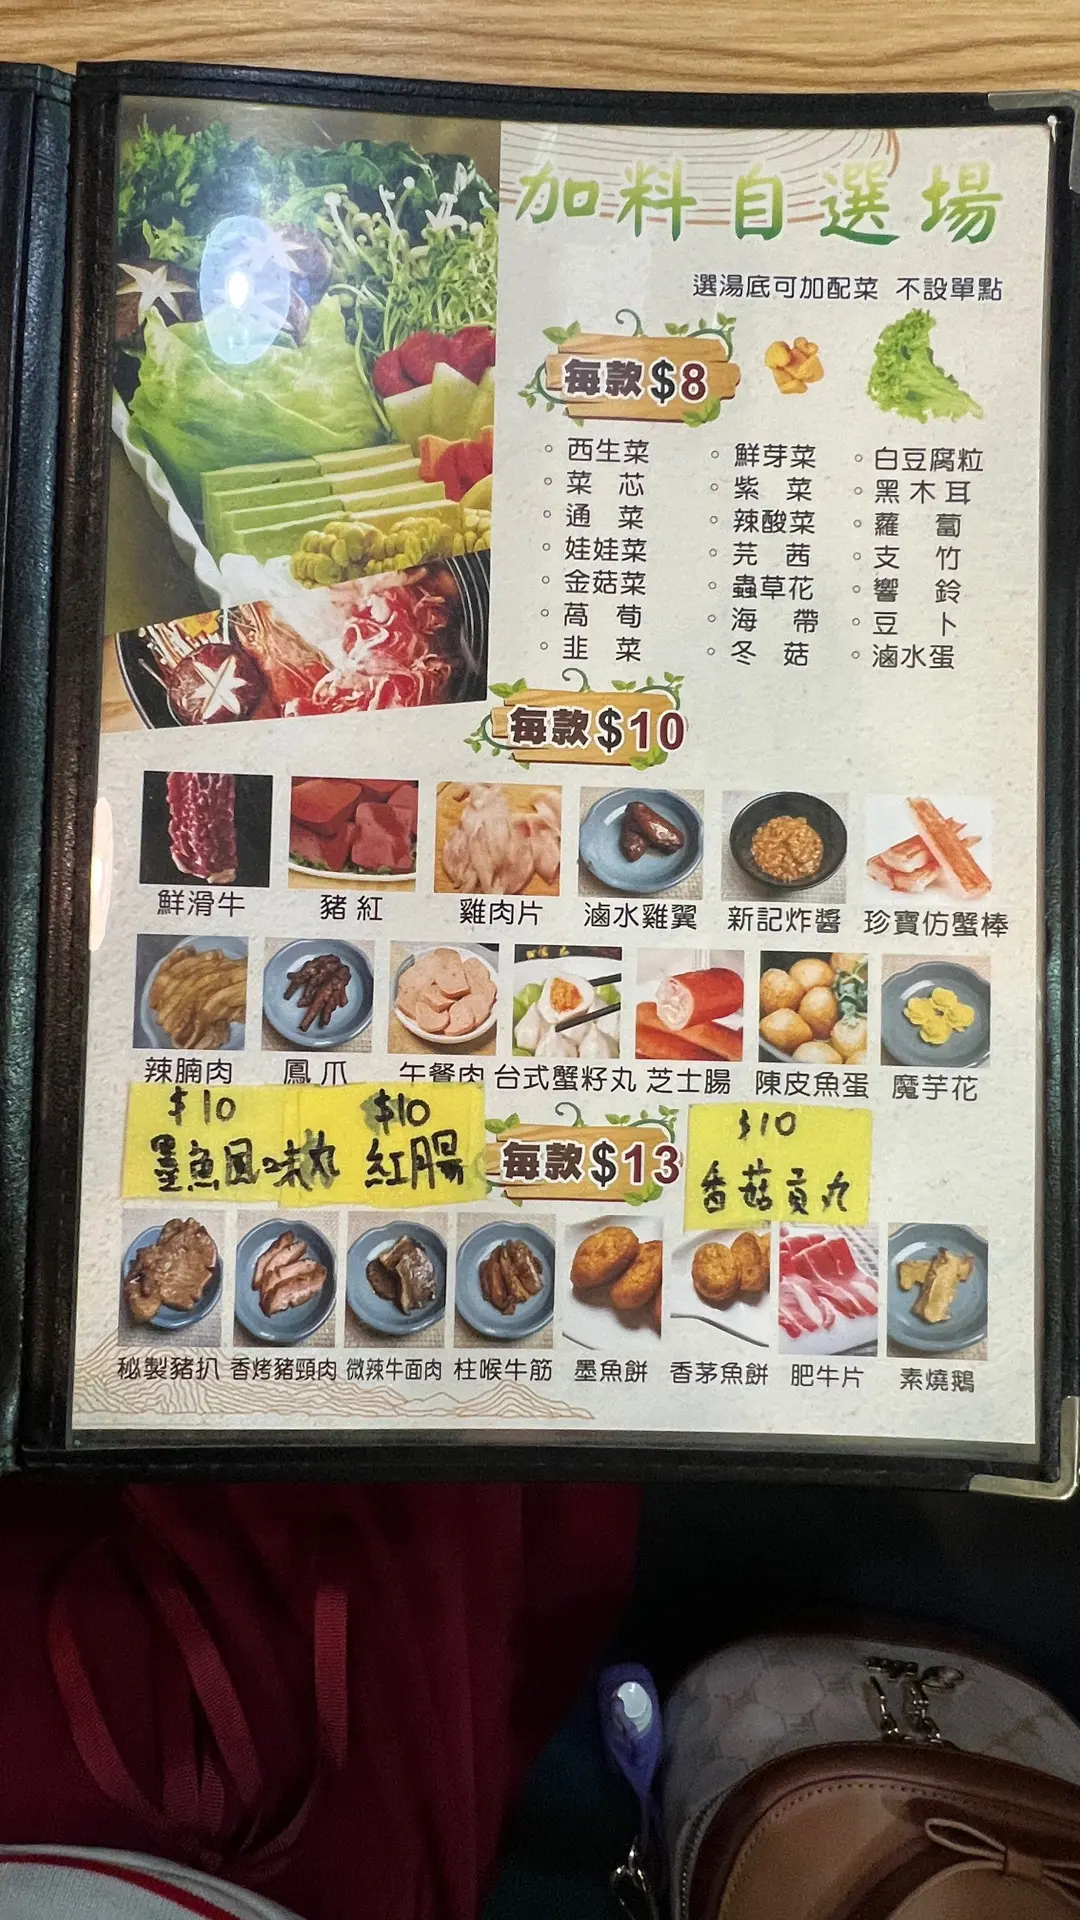 加料自選場
選湯底可加配菜 不設單點
每款$8
。西生菜 。鮮芽菜 。白豆腐粒
。菜 芯 。紫 菜 。黑木耳
。通 菜 。辣酸菜 。蘿 蔔
。娃娃菜 。芫 茜 。支 竹
。金菇菜 。蟲草花 。響 鈴
。萵 荀 。海 帶 。豆 卜
。韭 菜 。冬 菇 。滷水蛋
每款$10
鮮滑牛 豬紅 雞肉片 滷水雞翼 新記炸醬 珍寶仿蟹棒
辣腩肉 鳳爪 午餐肉 台式蟹籽丸 芝士腸 陳皮魚蛋 魔芋花
$10
墨魚風味丸
$10
紅腸
每款$13
$10
香菇貢丸
秘製豬扒 香烤豬頸肉 微辣牛面肉 柱喉牛筋 墨魚餅 香茅魚餅 肥牛片 素燒鵝